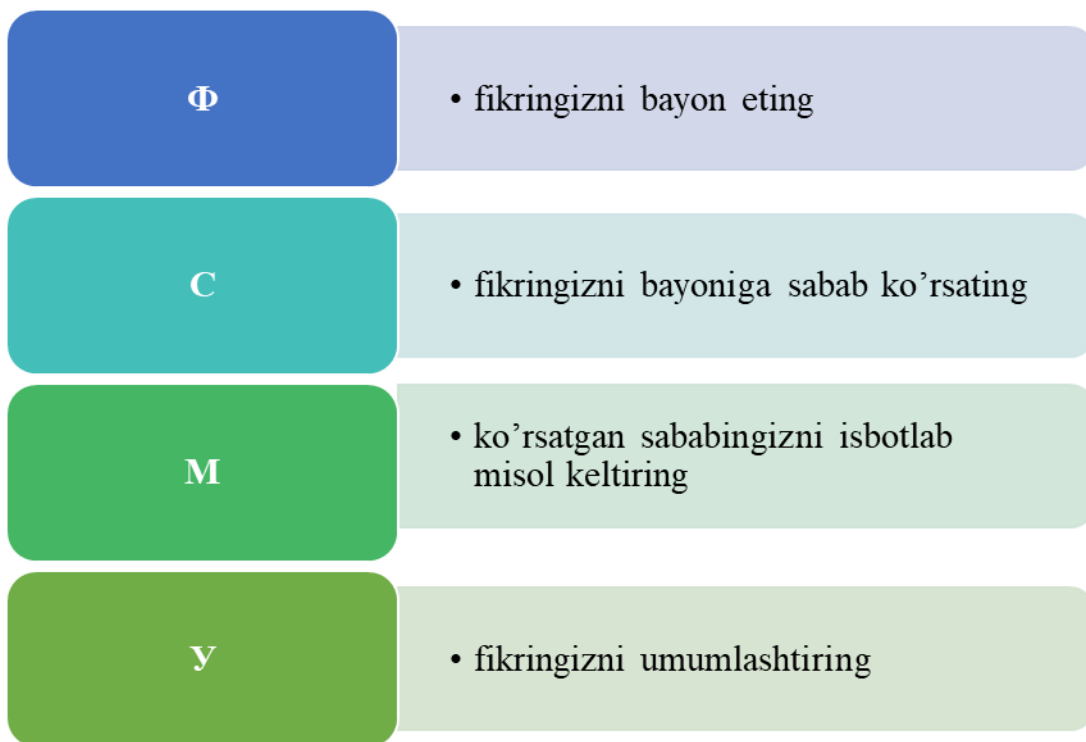 Ф
• fikringizni bayon eting
С
• fikringizni bayoniga sabab ko’rsating
М
• ko’rsatgan sababingizni isbotlab
misol keltiring
У
• fikringizni umumlashtiring